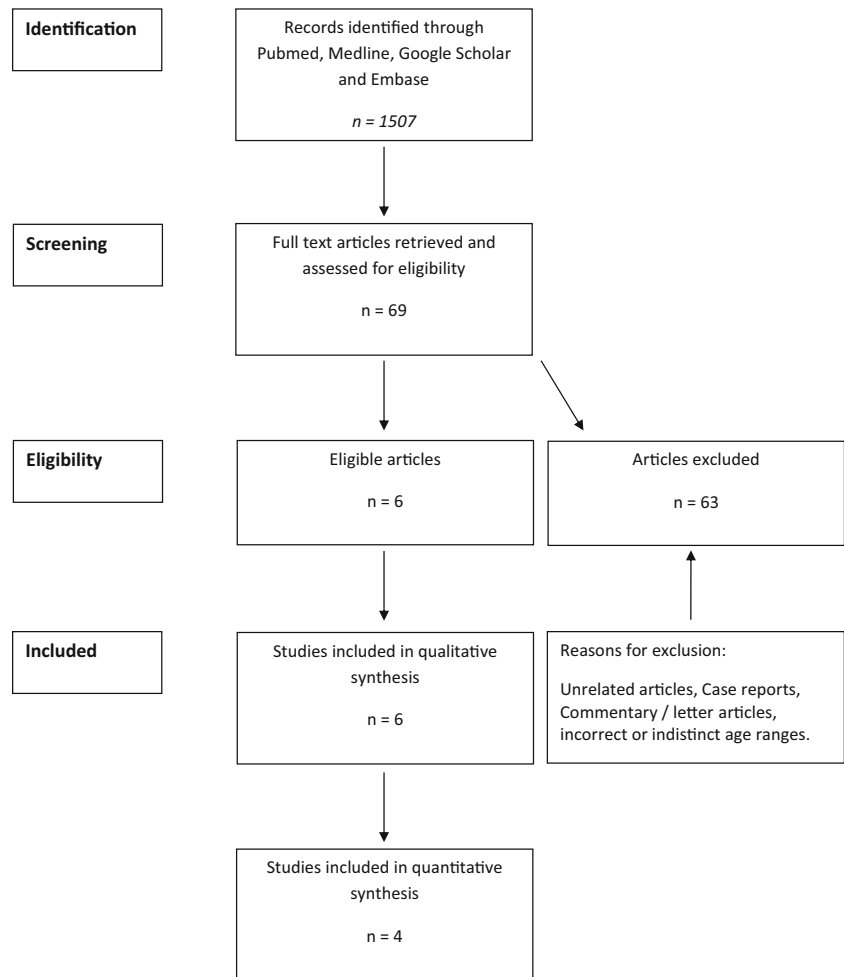 Identification
Records identified through
Pubmed, Medline, Google Scholar
and Embase
n = 1507
Screening
Full text articles retrieved and
assessed for eligibility
n = 69
Eligibility
Eligible articles
n = 6
Articles excluded
n = 63
Included
Studies included in qualitative
synthesis
n = 6
Reasons for exclusion:
Unrelated articles, Case reports,
Commentary / letter articles,
incorrect or indistinct age ranges.
Studies included in quantitative
synthesis
n = 4